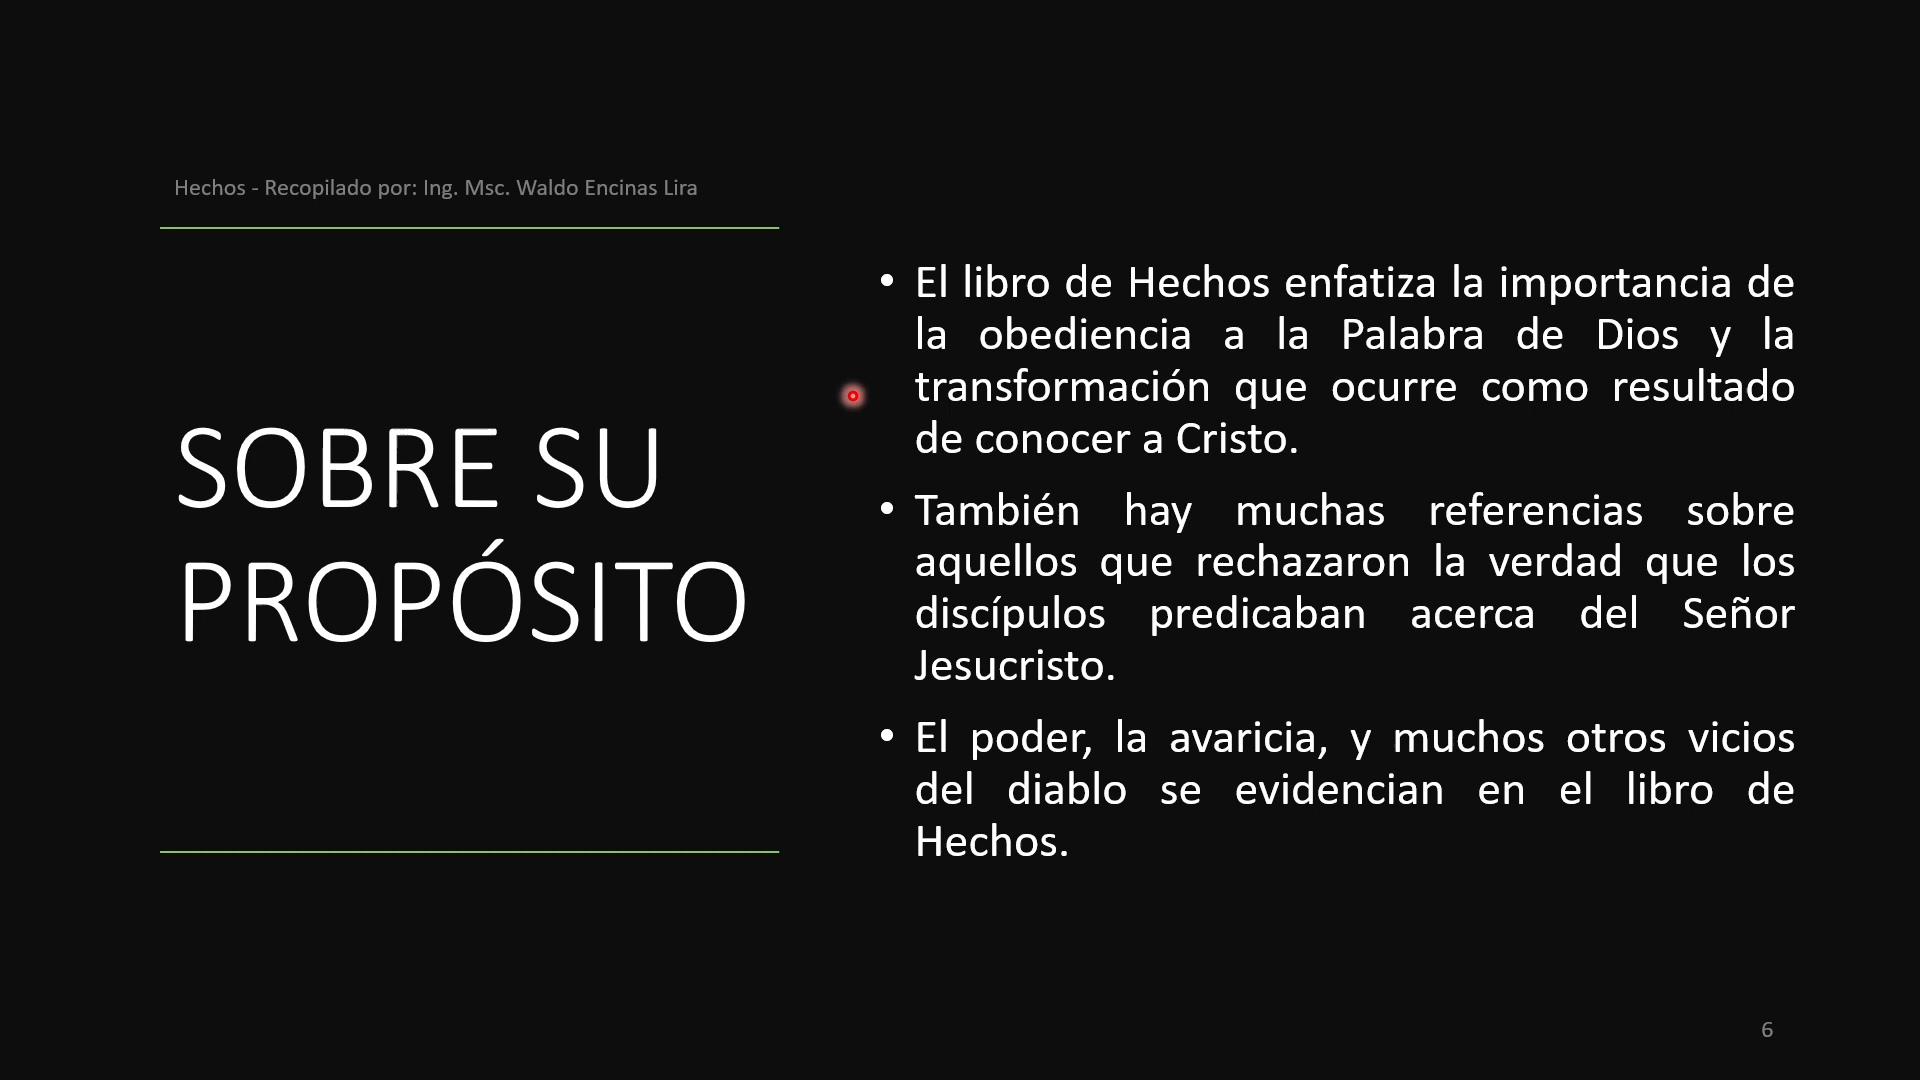 Hechos - Recopilado por: Ing. Msc. Waldo Encinas Lira
SOBRE SU
PROPÓSITO
• El libro de Hechos enfatiza la importancia de
la obediencia a la Palabra de Dios y la
transformación que ocurre como resultado
de conocer a Cristo.
• También hay muchas referencias sobre
aquellos que rechazaron la verdad que los
discípulos predicaban acerca del Señor
Jesucristo.
• El poder, la avaricia, y muchos otros vicios
del diablo se evidencian en el libro de
Hechos.
6